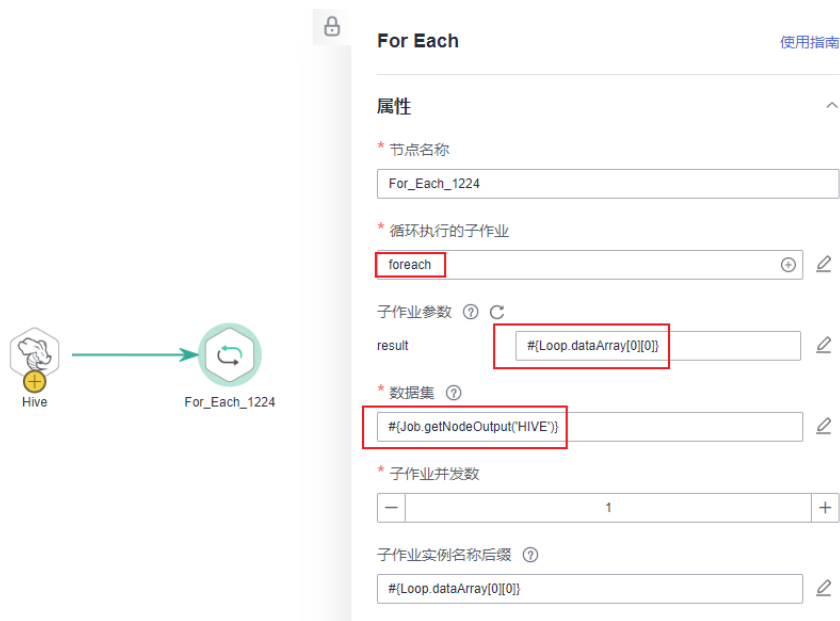 For Each
使用指南
属性
* 节点名称
For_Each_1224
* 循环执行的子作业
foreach
子作业参数
result
#{Loop.dataArray[0][0]}
* 数据集
#{Job.getNodeOutput('HIVE')}
* 子作业并发数
1
子作业实例名称后缀
#{Loop.dataArray[0][0]}
Hive
For_Each_1224